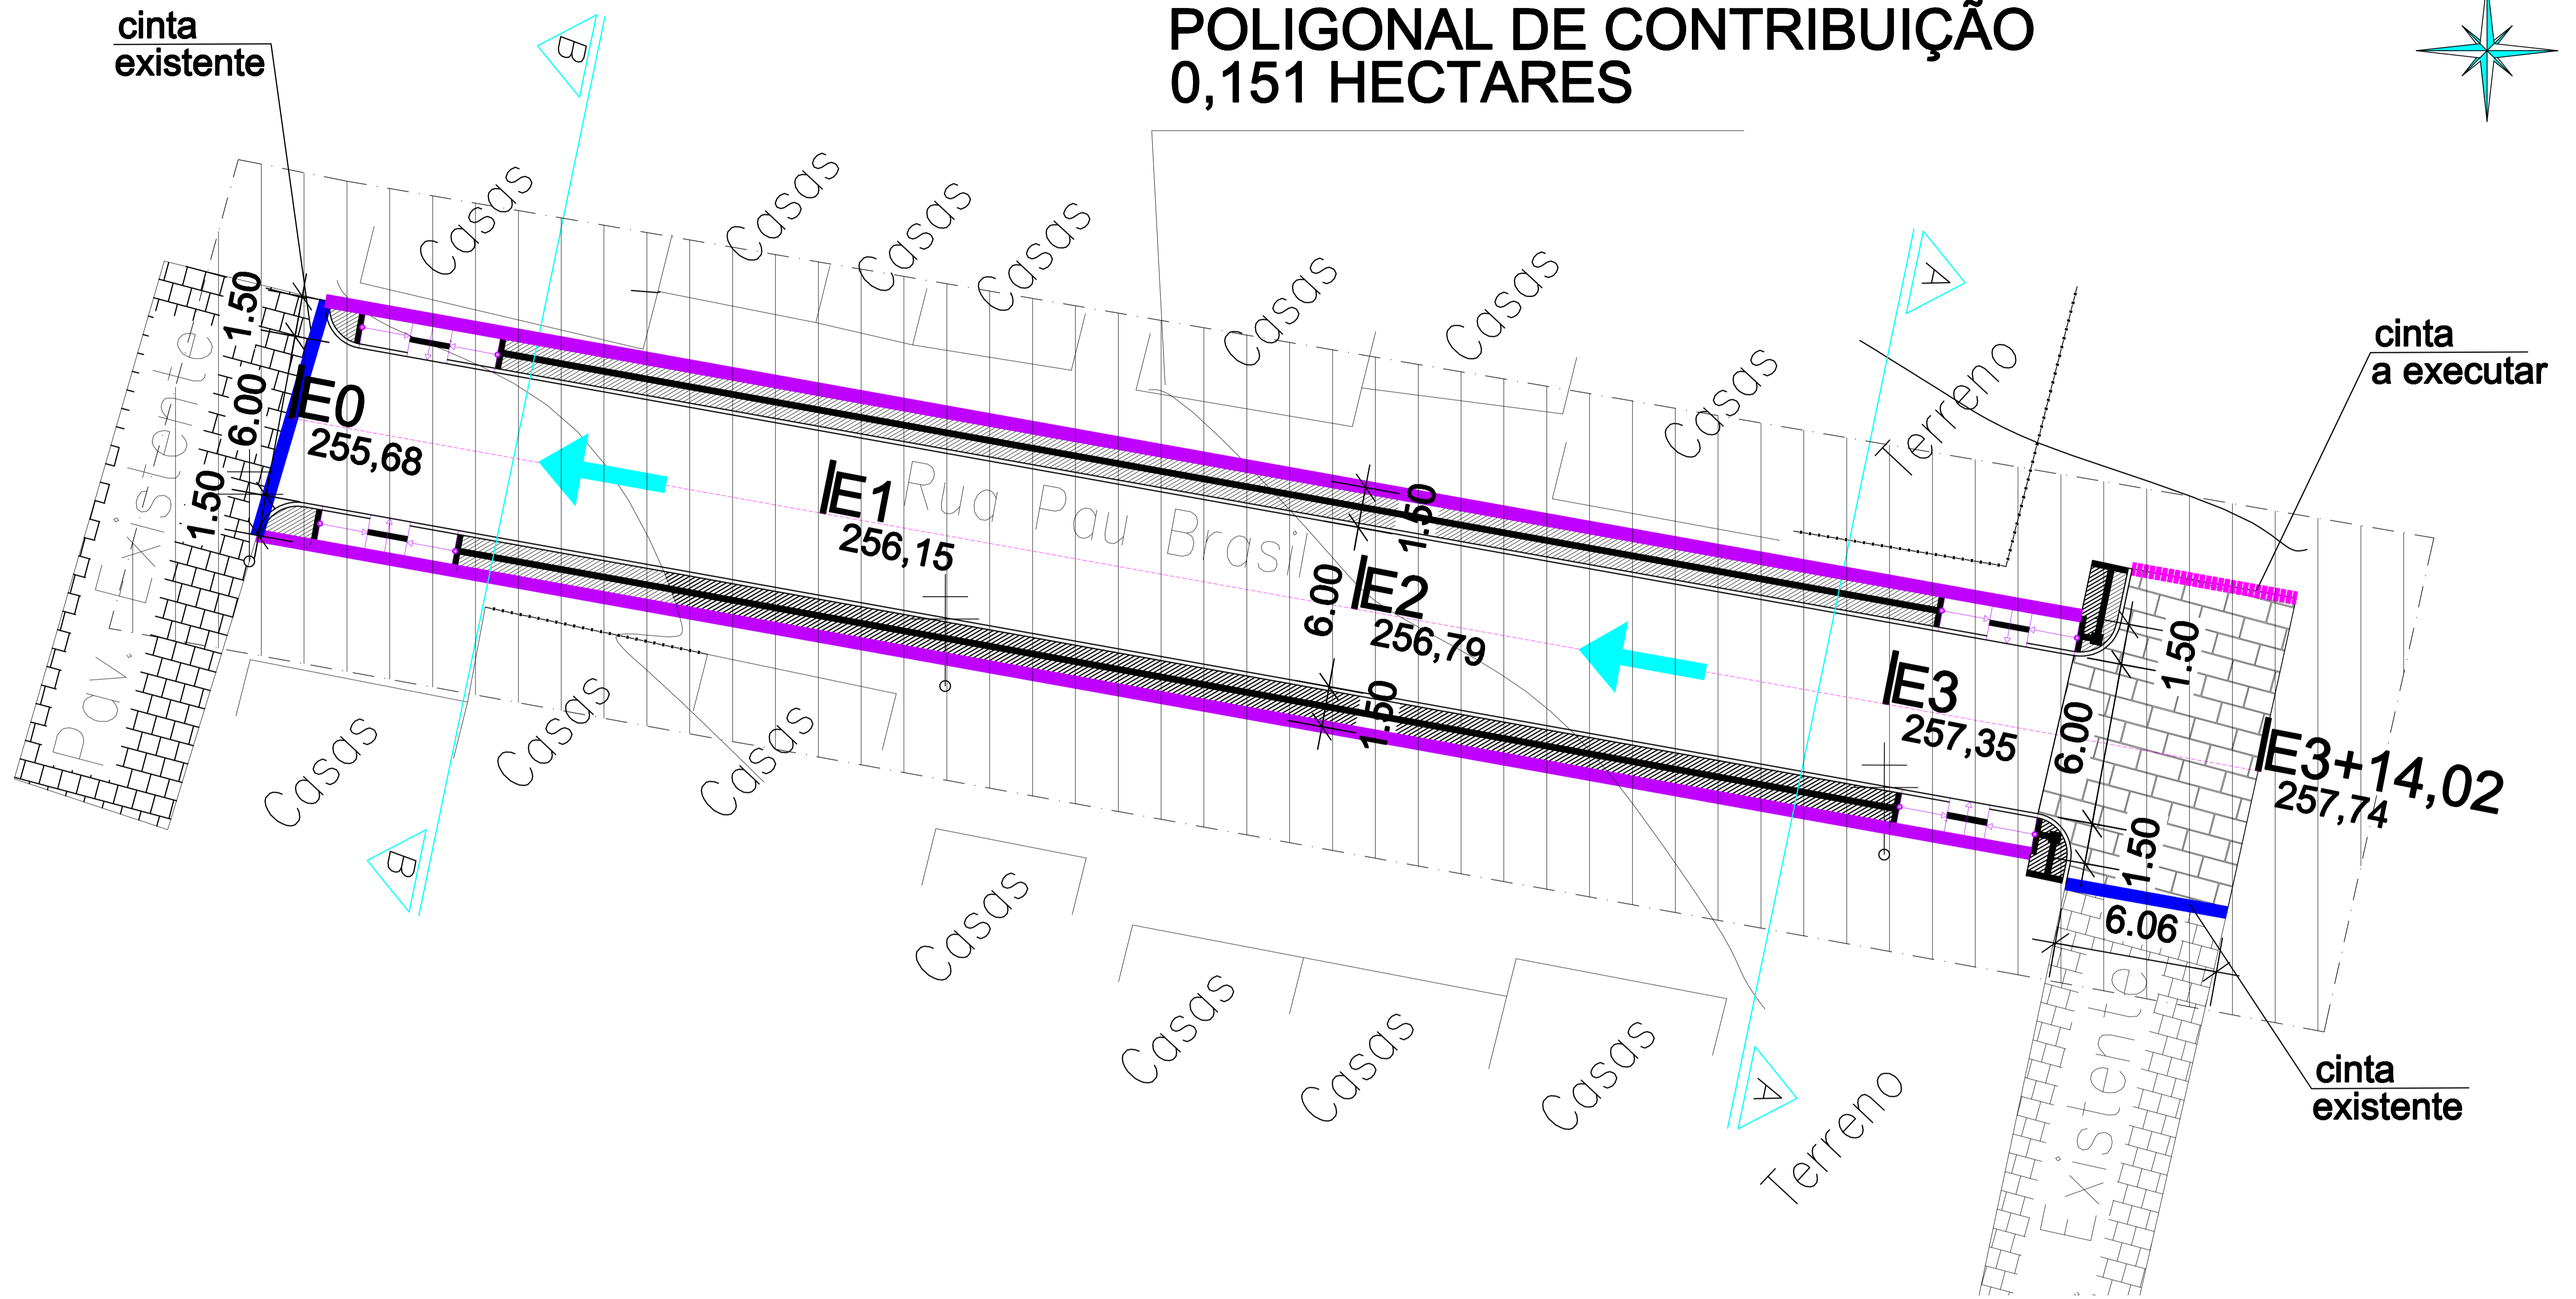 cinta
existente
POLIGONAL DE CONTRIBUIÇÃO
0,151 HECTARES
B
Casas
Casas
Casas
Casas
Casas
Casas
Casas
A
Terreno
cinta
a executar
Pav. Existente
1.50
6.00
1.50
E0
255,68
E1
256,15
Rua Pau Brasil
1.50
6.00
1.50
E2
256,79
E3
257,35
1.50
6.00
1.50
E3+14,02
257,74
6.06
B
Casas
Casas
Casas
Casas
Casas
Casas
Casas
A
Terreno
Existente
cinta
existente